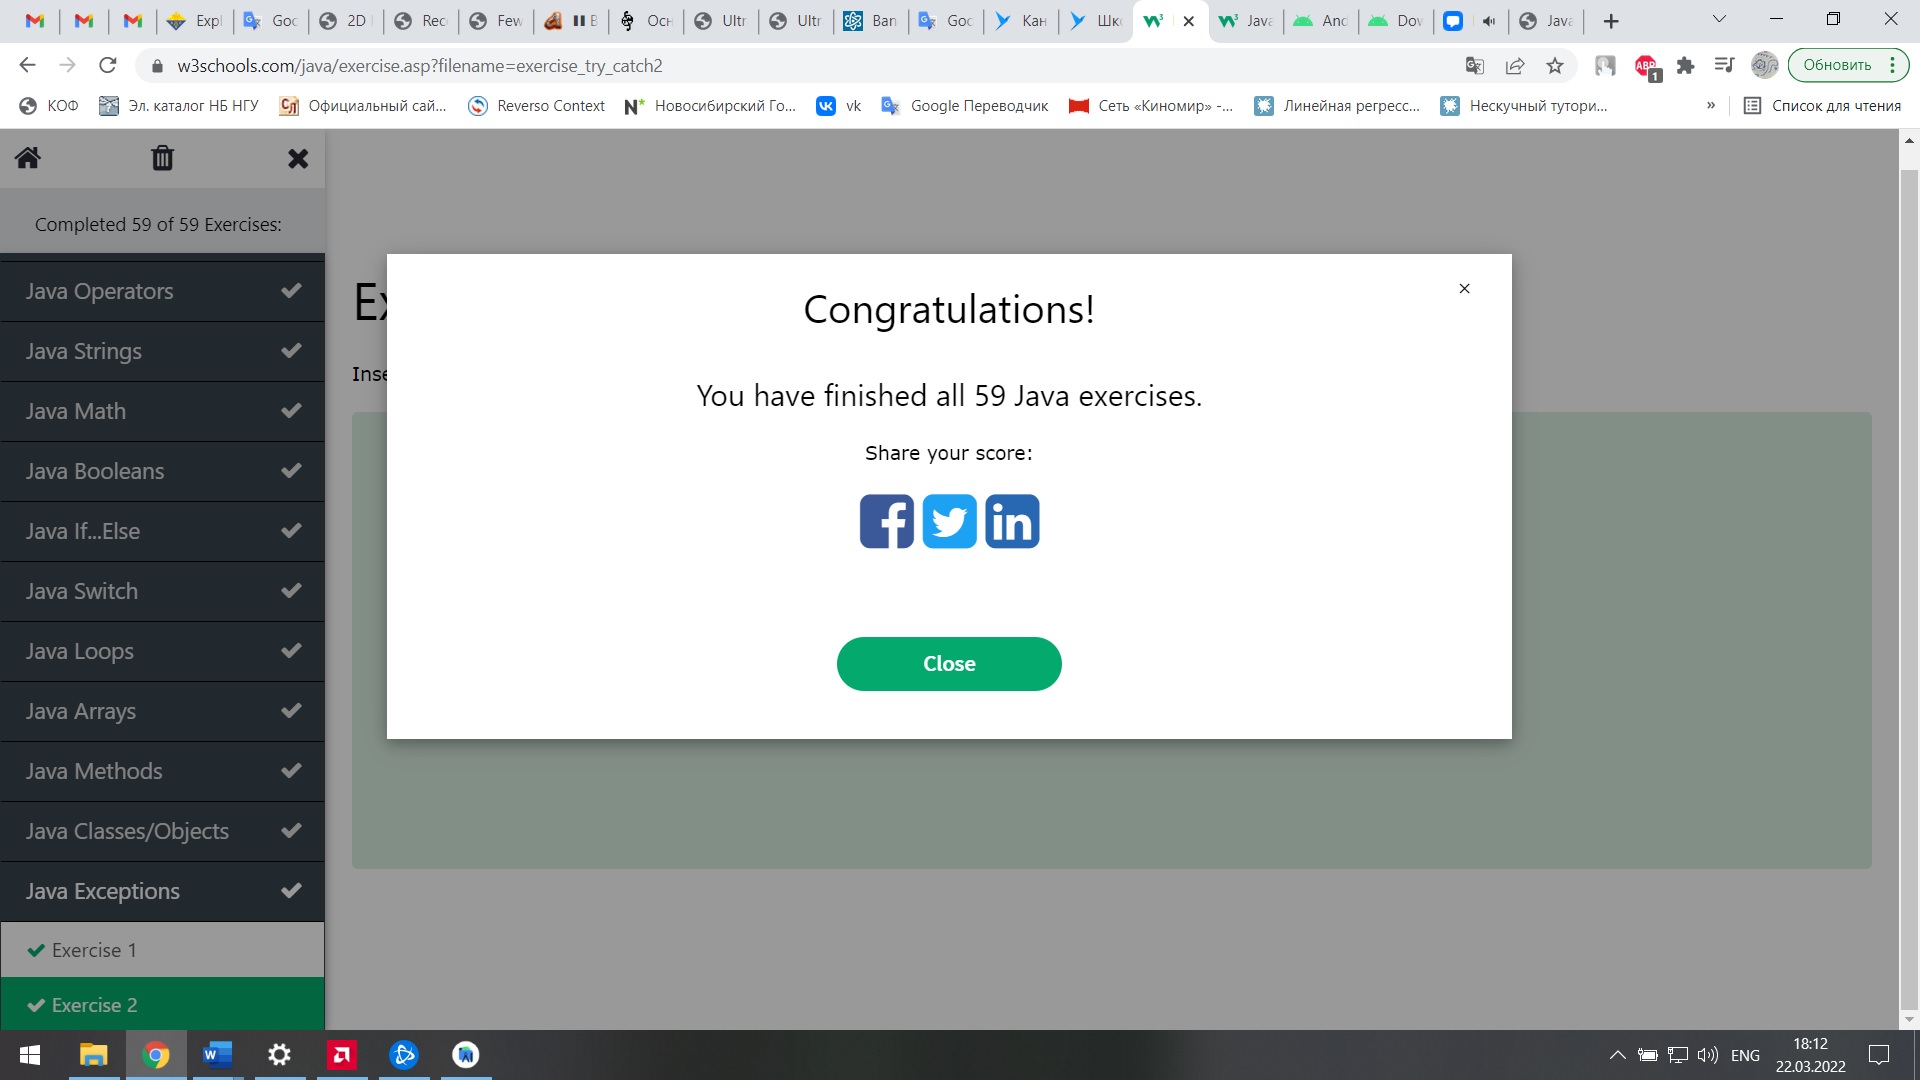 Expl
Goc
2D
Rec
Few
B
Осн
Ultr
Ultr
Ban
Goc
Кан
Шко
Java
And
Dov
Java
w3schools.com/java/exercise.asp?filename=exercise_try_catch2
ABP
1
Обновить
КОФ
Эл. каталог НБ НГУ
Официальный сай...
Reverso Context
Новосибирский Го...
vk
Google Переводчик
Сеть «Киномир» -...
Линейная регресс...
Нескучный тутори...
»
Список для чтения
Completed 59 of 59 Exercises:
Java Operators
Java Strings
Java Math
Java Booleans
Java If...Else
Java Switch
Java Loops
Java Arrays
Java Methods
Java Classes/Objects
Java Exceptions
Exercise 1
Exercise 2
Ex
Inse
Congratulations!
You have finished all 59 Java exercises.
Share your score:
Close
ENG
18:12
22.03.2022